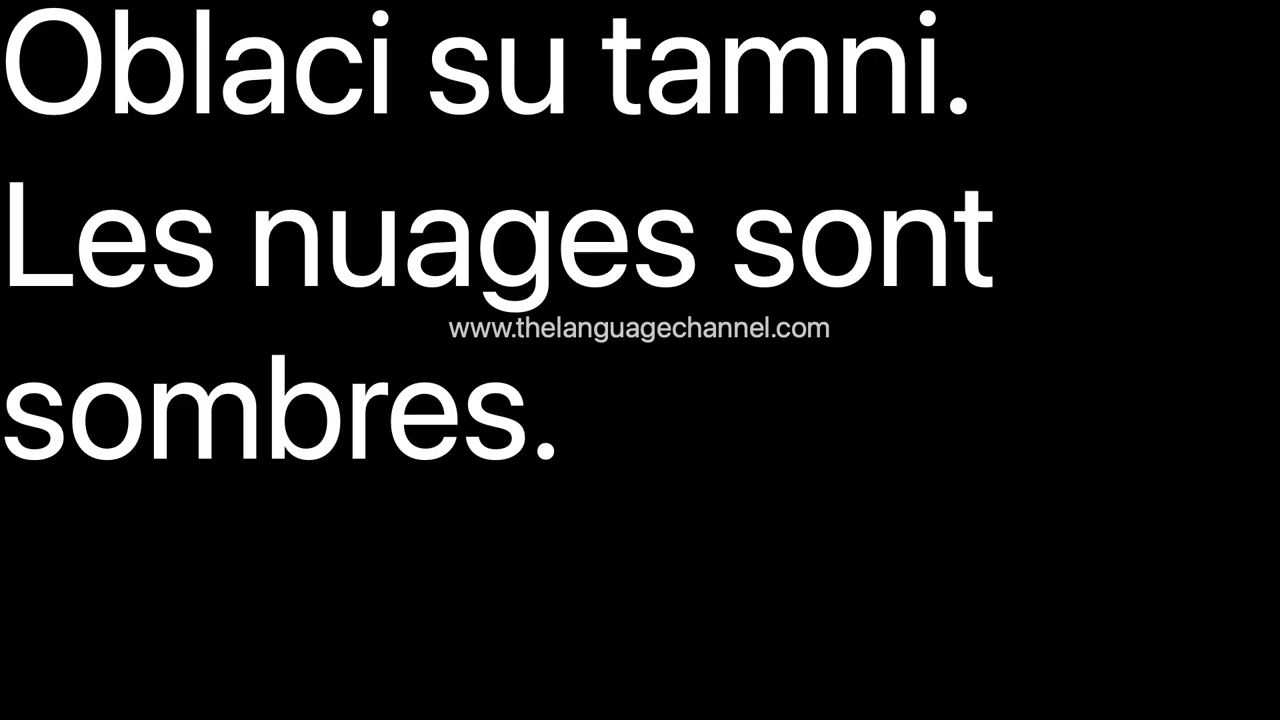 Oblaci su tamni.
Les nuages sont
www.thelanguagechannel.com
sombres.